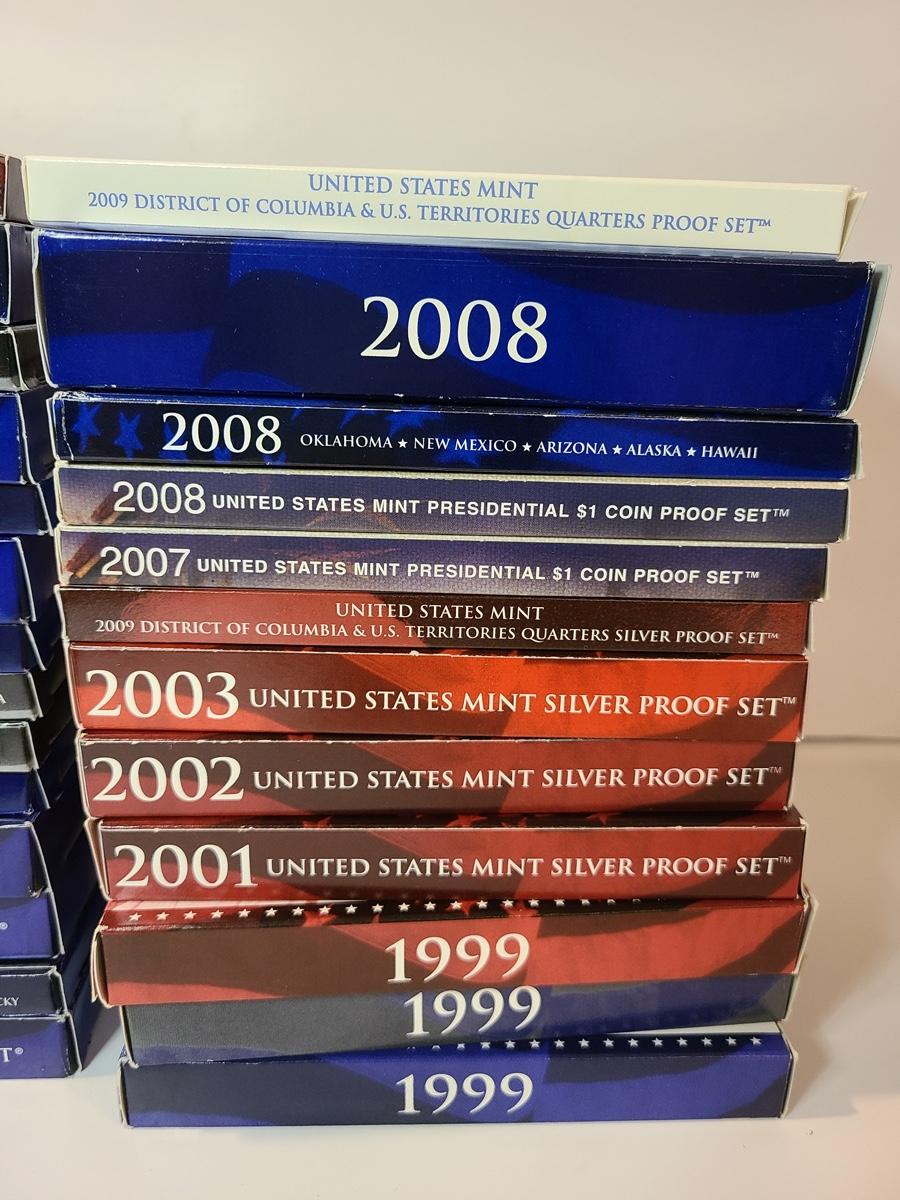 UNITED STATES MINT
2009 DISTRICT OF COLUMBIA & U.S. TERRITORIES QUARTERS PROOF SET™
2008
2008 OKLAHOMA ★ NEW MEXICO ★ ARIZONA ★ ALASKA ★ HAWAII
2008 UNITED STATES MINT PRESIDENTIAL $1 COIN PROOF SET™
2007 UNITED STATES MINT PRESIDENTIAL $1 COIN PROOF SET™
UNITED STATES MINT
2009 DISTRICT OF COLUMBIA & U.S. TERRITORIES QUARTERS SILVER PROOF SET™
2003 UNITED STATES MINT SILVER PROOF SET™
2002 UNITED STATES MINT SILVER PROOF SET™
2001 UNITED STATES MINT SILVER PROOF SET™
1999
1999
1999
A
®
CKY
T®